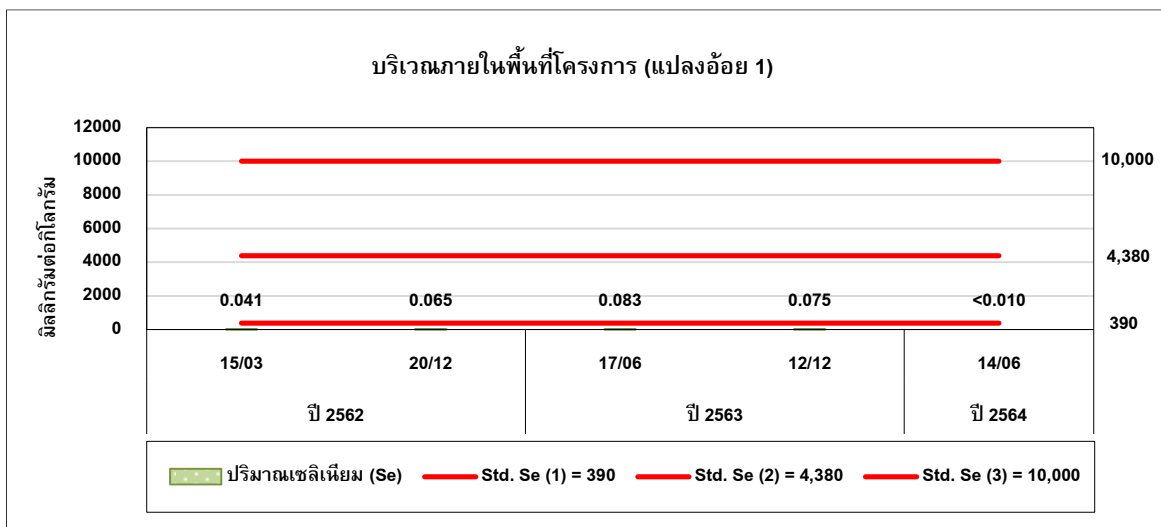 บริเวณภายในพื้นที่โครงการ (แปลงอ้อย 1)
มิลลิกรัมต่อกิโลกรัม
12000
10000
8000
6000
4000
2000
0
10,000
4,380
390
0.041 0.065 0.083 0.075 <0.010
15/03 20/12 17/06 12/12 14/06
ปี 2562 ปี 2563 ปี 2564
ปริมาณเซลิเนียม (Se) Std. Se (1) = 390 Std. Se (2) = 4,380 Std. Se (3) = 10,000